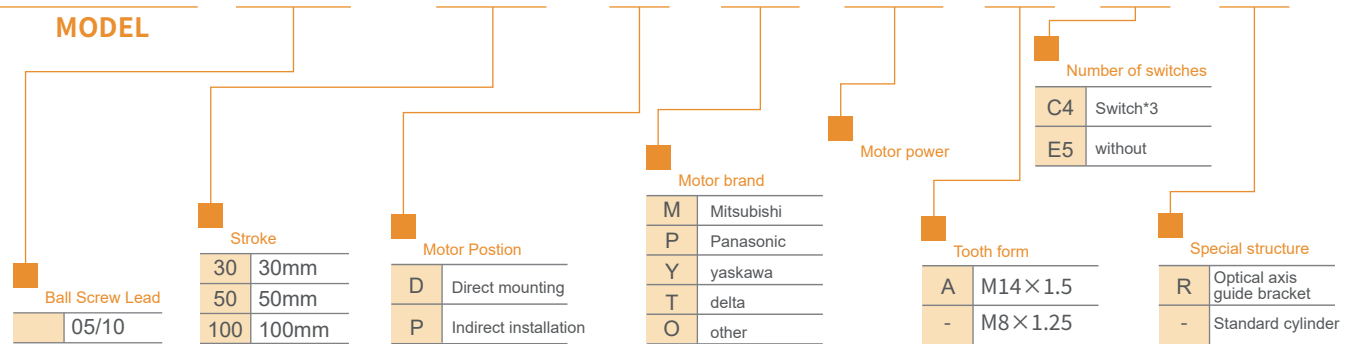 MODEL
Ball Screw Lead
05/10
Stroke
30 30mm
50 50mm
100 100mm
Motor Postion
D Direct mounting
P Indirect installation
Motor brand
M Mitsubishi
P Panasonic
Y yaskawa
T delta
O other
Motor power
Tooth form
A M14×1.5
- M8×1.25
Number of switches
C4 Switch*3
E5 without
Special structure
R Optical axis
guide bracket
- Standard cylinder